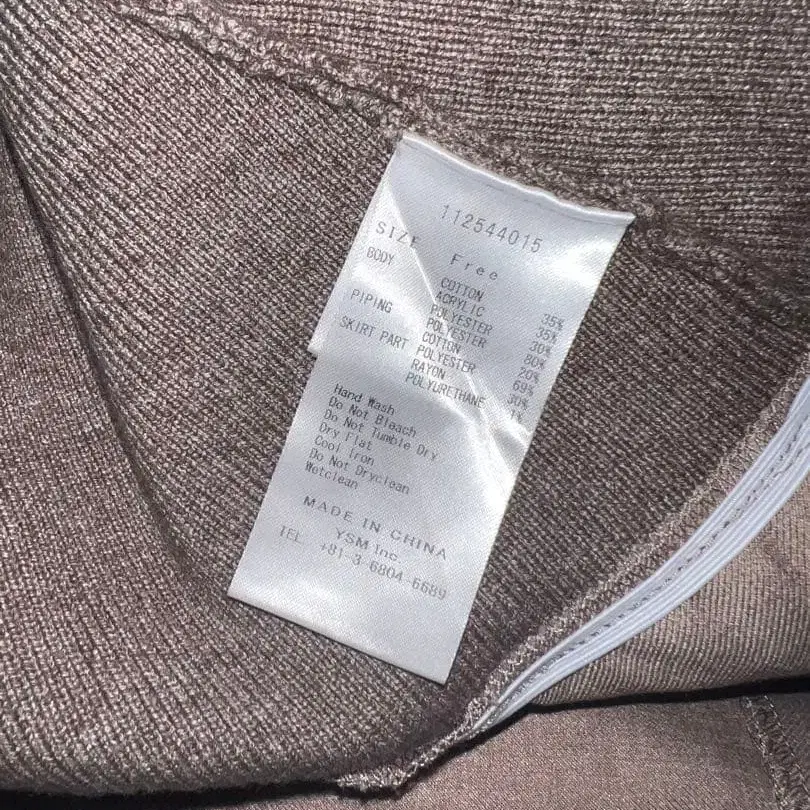 112544015
SIZE Free
BODY COTTON 35%
ACRYLIC 35%
POLYESTER 30%
PIPING POLYESTER 80%
COTTON 20%
SKIRT PART POLYESTER 69%
RAYON 30%
POLYURETHANE 1%
Hand Wash
Do Not Bleach
Do Not Tumble Dry
Dry Flat
Cool Iron
Do Not Dryclean
Wetclean
MADE IN CHINA
YSM Inc.
TEL +81-3-6804-6689